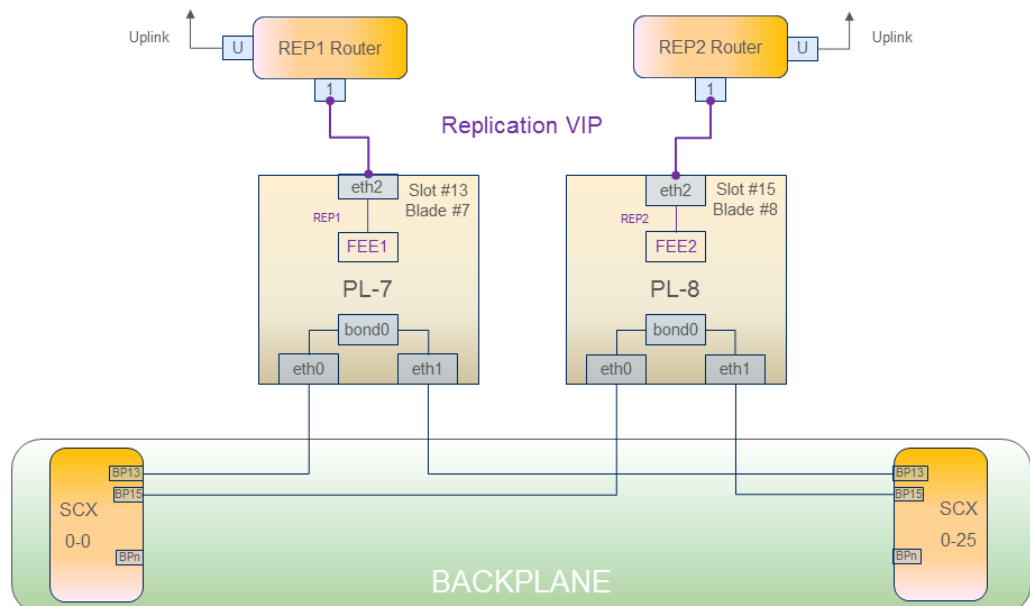 Uplink
U
REP1 Router
1
REP2 Router
U
Uplink
1
Replication VIP
eth2
Slot #13
Blade #7
REP1
FEE1
PL-7
bond0
eth0
eth1
eth2
Slot #15
Blade #8
REP2
FEE2
PL-8
bond0
eth0
eth1
BP13
BP15
SCX
0-0
BPn
BP13
BP15
SCX
0-25
BPn
BACKPLANE